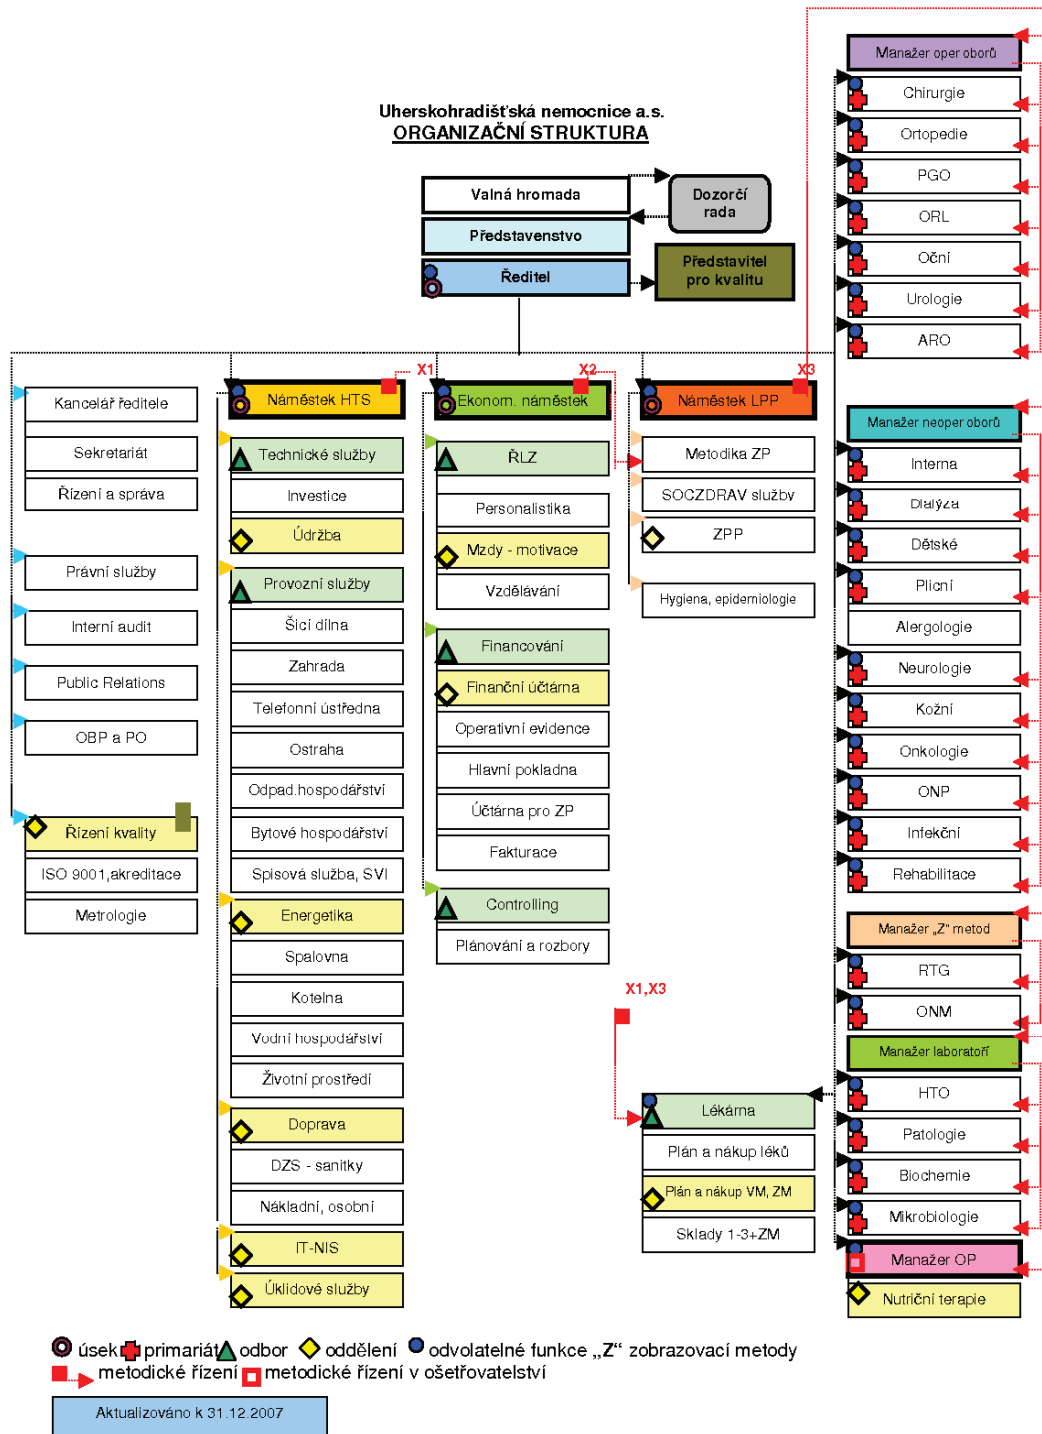 Uherskohradišťská nemocnice a.s.
ORGANIZAČNÍ STRUKTURA
Valná hromada
Dozorčí
rada
Představenstvo
Ředitel
Představitel
pro kvalitu
Kancelář ředitele
Sekretariát
Řízení a správa
Právní služby
Interní audit
Public Relations
OBP a PO
Řízení kvality
ISO 9001,akreditace
Metrologie
X1
Náměstek HTS
Technické služby
Investice
Údržba
Provozní služby
Šicí dílna
Zahrada
Telefonní ústředna
Ostraha
Odpad.hospodářství
Bytové hospodářství
Spisová služba, SVI
Energetika
Spalovna
Kotelna
Vodní hospodářství
Životní prostředí
Doprava
DZS - sanitky
Nákladní, osobní
IT-NIS
Úklidové služby
X2
Ekonom. náměstek
ŘLZ
Personalistika
Mzdy - motivace
Vzdělávání
Financování
Finanční účtárna
Operativní evidence
Hlavní pokladna
Účtárna pro ZP
Fakturace
Controlling
Plánování a rozbory
X3
Náměstek LPP
Metodika ZP
SOCZDRAV služby
ZPP
Hygiena, epidemiologie
X1,X3
Lékárna
Plán a nákup léků
Plán a nákup VM, ZM
Sklady 1-3+ZM
Manažer oper oborů
Chirurgie
Ortopedie
PGO
ORL
Oční
Urologie
ARO
Manažer neoper oborů
Interna
Dialýza
Dětské
Plicní
Alergologie
Neurologie
Kožní
Onkologie
ONP
Infekční
Rehabilitace
Manažer „Z“ metod
RTG
ONM
Manažer laboratoří
HTO
Patologie
Biochemie
Mikrobiologie
Manažer OP
Nutriční terapie
úsek primariát odbor oddělení odvolatelné funkce „Z“ zobrazovací metody
metodické řízení metodické řízení v ošetřovatelství
Aktualizováno k 31.12.2007